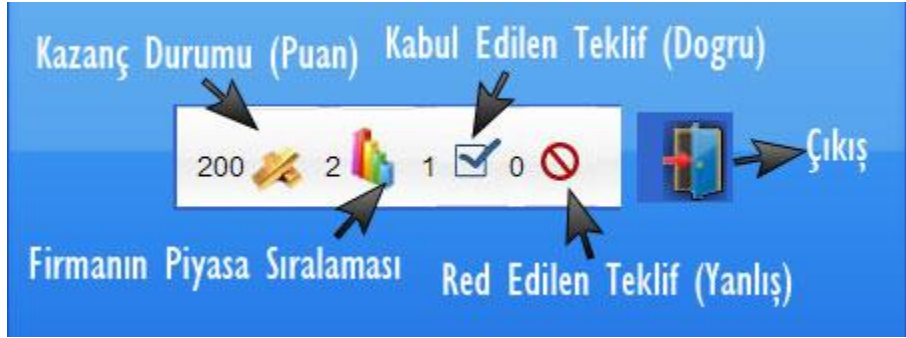 Kazanç Durumu (Puan)
Kabul Edilen Teklif (Dogru)
200 2 1 0
Çıkış
Firmanın Piyasa Sıralaması
Red Edilen Teklif (Yanlış)